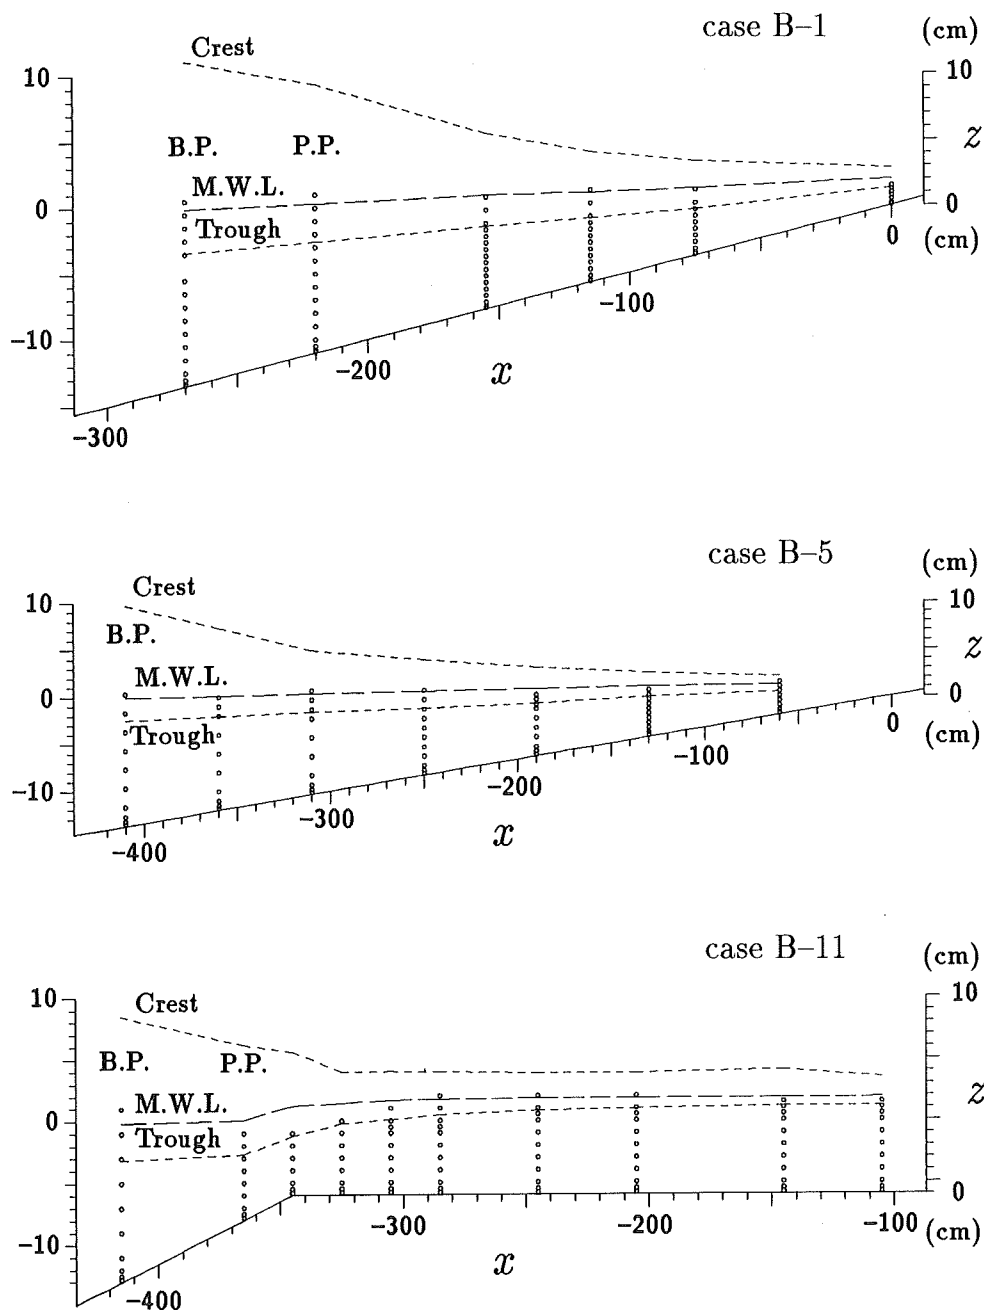 case B–1
(cm)
Crest
10
10
B.P.
P.P.
z
M.W.L.
0
0
Trough
0
(cm)
−100
−10
−200
x
−300
case B–5
(cm)
Crest
10
10
B.P.
z
M.W.L.
0
0
Trough
0
(cm)
−100
−200
−10
−300
x
−400
case B–11
(cm)
10
Crest
10
B.P.
P.P.
z
M.W.L.
0
Trough
0
−300
−200
−100
(cm)
−10
x
−400